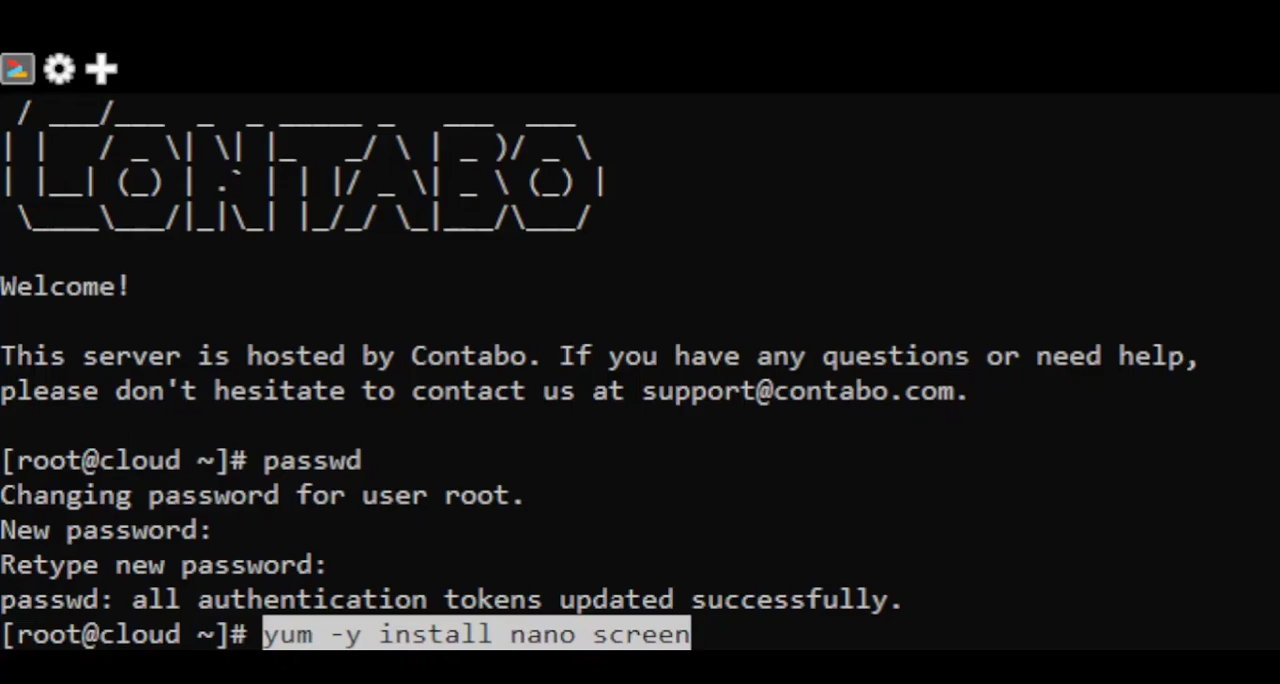 CONTABO
Welcome!
This server is hosted by Contabo. If you have any questions or need help,
please don't hesitate to contact us at support@contabo.com.
[root@cloud ~]# passwd
Changing password for user root.
New password:
Retype new password:
passwd: all authentication tokens updated successfully.
[root@cloud ~]# yum -y install nano screen